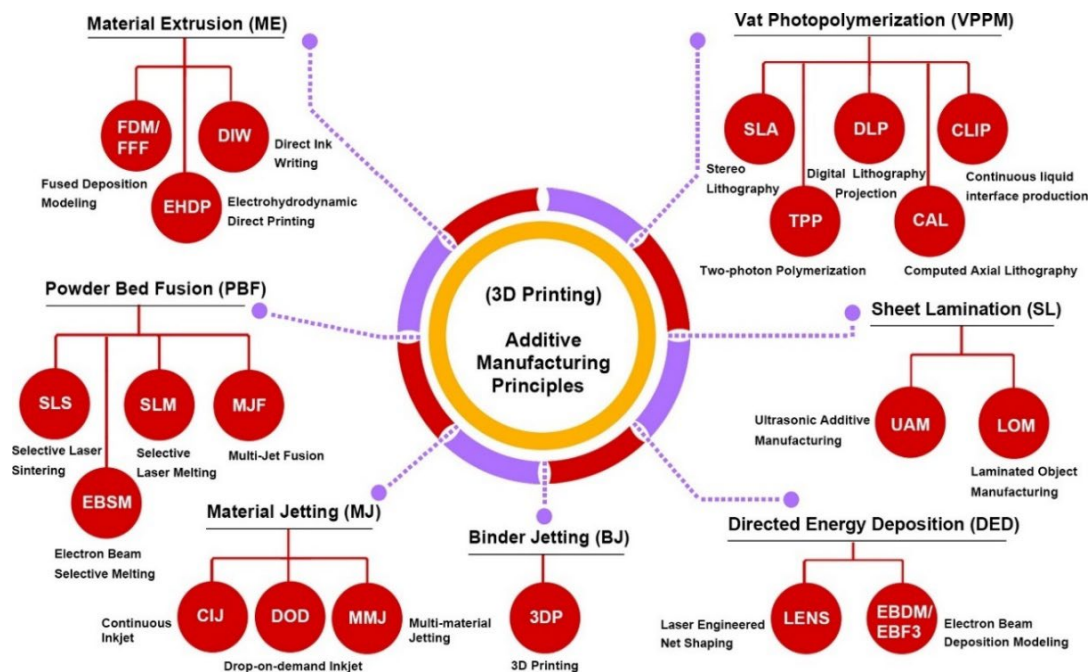 Material Extrusion (ME)
FDM/
FFF
Fused Deposition
Modeling
EHDP
Electrohydrodynamic
Direct Printing
DIW
Direct Ink
Writing
Vat Photopolymerization (VPPM)
SLA
Stereo
Lithography
TPP
Two-photon Polymerization
DLP
Digital Lithography
Projection
CAL
Computed Axial Lithography
CLIP
Continuous liquid
interface production
(3D Printing)
Additive
Manufacturing
Principles
Powder Bed Fusion (PBF)
SLS
Selective Laser
Sintering
EBSM
Electron Beam
Selective Melting
SLM
Selective
Laser Melting
MJF
Multi-Jet Fusion
Sheet Lamination (SL)
UAM
Ultrasonic Additive
Manufacturing
LOM
Laminated Object
Manufacturing
Material Jetting (MJ)
CIJ
Continuous
Inkjet
DOD
Drop-on-demand Inkjet
MMJ
Multi-material
Jetting
Binder Jetting (BJ)
3DP
3D Printing
Directed Energy Deposition (DED)
LENS
Laser Engineered
Net Shaping
EBDM/
EBF3
Electron Beam
Deposition Modeling